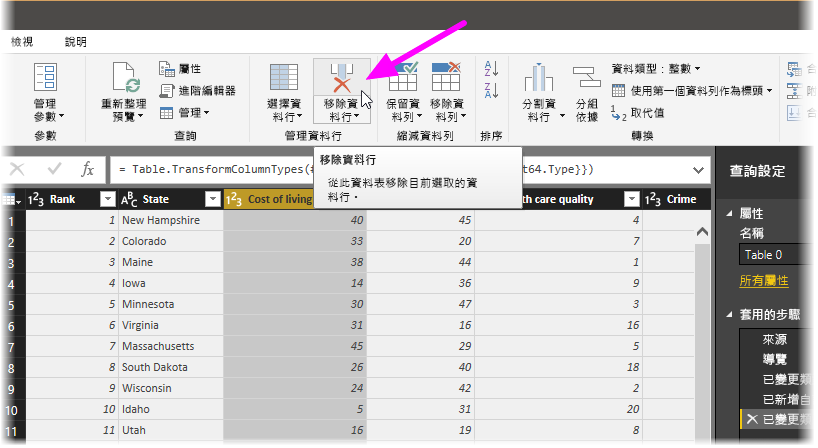 檢視 說明
管理
參數
參數
重新整理
預覽
屬性
進階編輯器
管理
查詢
選擇資
料行
移除資
料行
管理資料行
保留資
料列
移除資
料列
縮減資料列
排序
分割資
料行
分組
依據
資料類型：整數
使用第一個資料列作為標頭
取代值
轉換
合
fx = Table.TransformColumnTypes(# t64.Type}})
移除資料行
從此資料表移除目前選取的資
料行。
1²3 Rank ABC State 1²3 Cost of living th care quality 1²3 Crime
1 1 New Hampshire 40 45 4
2 2 Colorado 33 20 7
3 3 Maine 38 44 1
4 4 Iowa 14 36 9
5 5 Minnesota 30 47 3
6 6 Virginia 31 16 16
7 7 Massachusetts 45 29 5
8 8 South Dakota 26 40 18
9 9 Wisconsin 24 42 2
10 10 Idaho 5 31 20
11 11 Utah 16 19 8
查詢設定
屬性
名稱
Table 0
所有屬性
套用的步驟
來源
導覽
已變更類
已新增自
已變更類